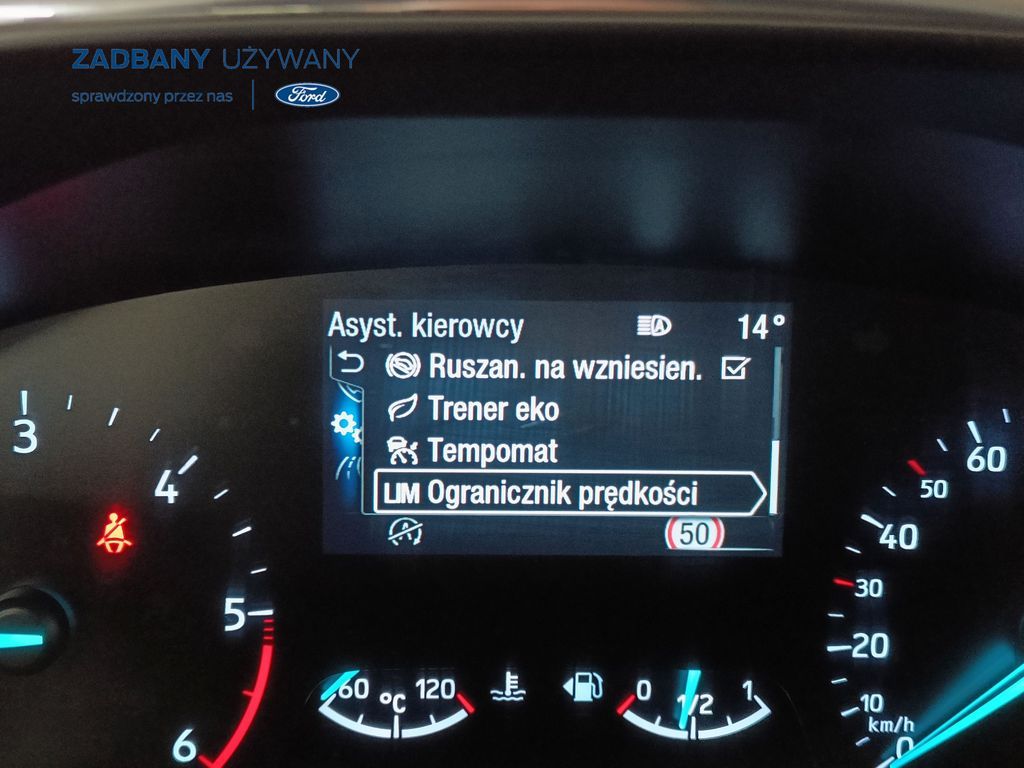 ZADBANY UŻYWANY
sprawdzony przez nas Ford
Asyst. kierowcy A 14°
Ruszan. na wzniesien.
Trener eko
Tempomat
LIM Ogranicznik prędkości
A 50
3
4
5
6
60 °C 120
0 1/2 1
60
50
40
30
20
10
km/h
0